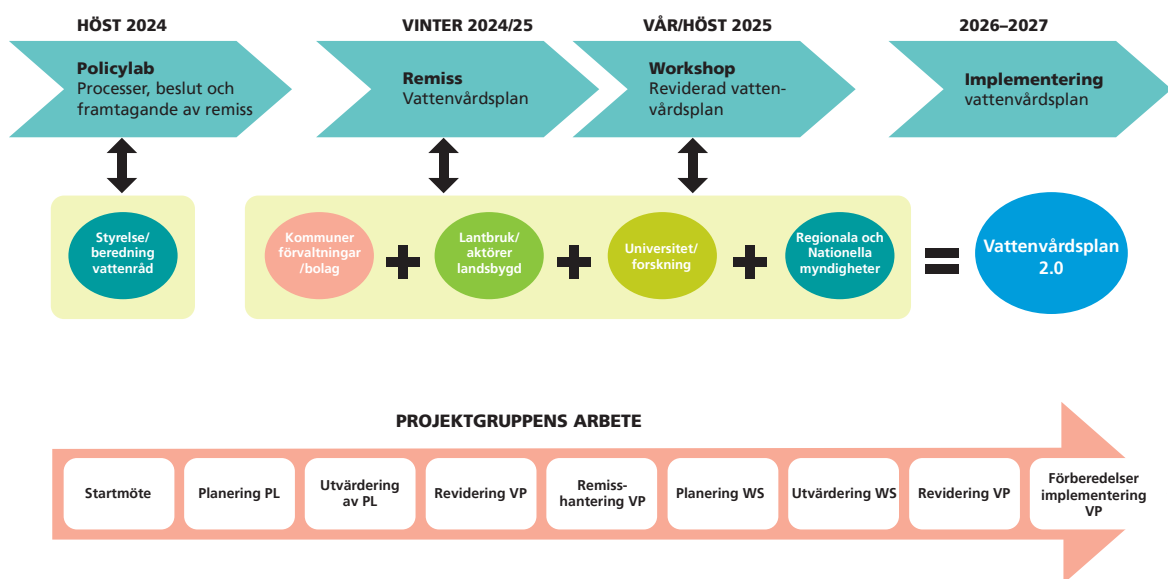 HÖST 2024
VINTER 2024/25
VÅR/HÖST 2025
2026–2027
Policylab
Processer, beslut och
framtagande av remiss
Remiss
Vattenvårdsplan
Workshop
Reviderad vatten-
vårdsplan
Implementering
vattenvårdsplan
Styrelse/
beredning
vattenråd
Kommuner
förvaltningar
/bolag
Lantbruk/
aktörer
landsbygd
Universitet/
forskning
Regionala och
Nationella
myndigheter
Vattenvårdsplan
2.0
PROJEKTGRUPPENS ARBETE
Startmöte
Planering PL
Utvärdering
av PL
Revidering VP
Remiss-
hantering VP
Planering WS
Utvärdering WS
Revidering VP
Förberedelser
implementering
VP